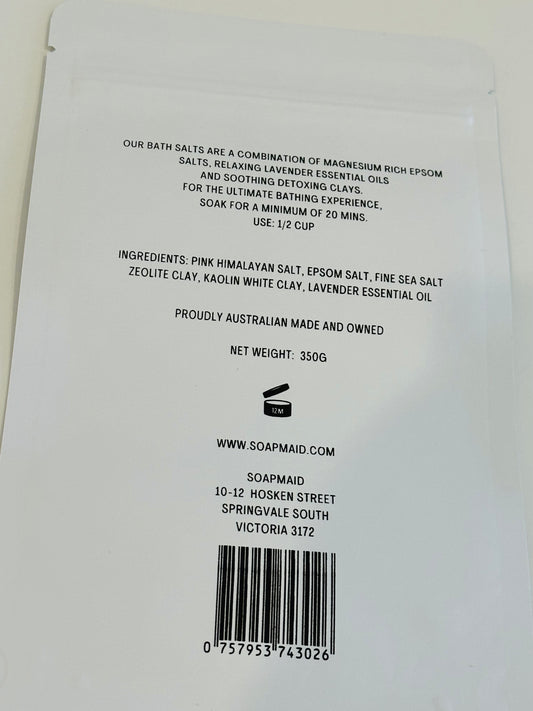 OUR BATH SALTS ARE A COMBINATION OF MAGNESIUM RICH EPSOM
SALTS, RELAXING LAVENDER ESSENTIAL OILS
AND SOOTHING DETOXING CLAYS.
FOR THE ULTIMATE BATHING EXPERIENCE,
SOAK FOR A MINIMUM OF 20 MINS.
USE: 1/2 CUP
INGREDIENTS: PINK HIMALAYAN SALT, EPSOM SALT, FINE SEA SALT
ZEOLITE CLAY, KAOLIN WHITE CLAY, LAVENDER ESSENTIAL OIL
PROUDLY AUSTRALIAN MADE AND OWNED
NET WEIGHT: 350G
12M
WWW.SOAPMAID.COM
SOAPMAID
10-12 HOSKEN STREET
SPRINGVALE SOUTH
VICTORIA 3172
0 757953 743026